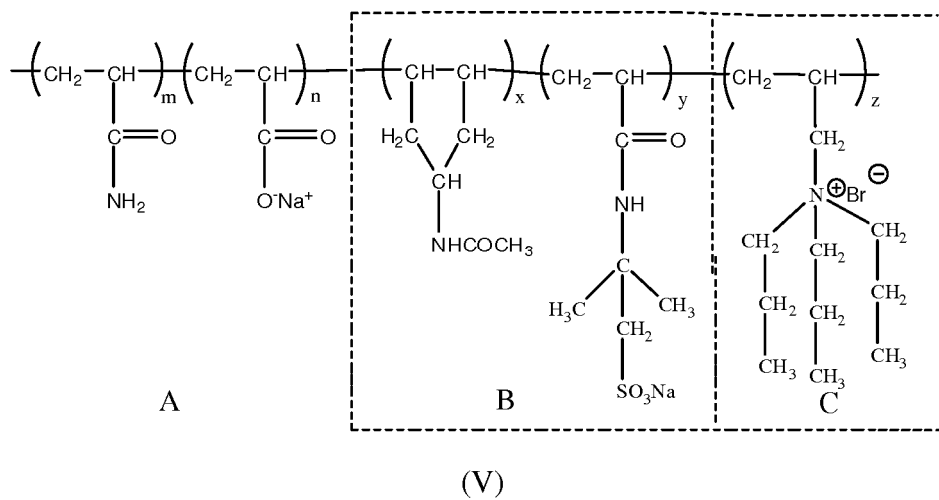 CH₂ CH m CH₂ CH n CH CH x CH₂ CH y CH₂ CH z
C O H₂C CH₂ C O CH₂
NH₂ O⁻Na⁺ CH NH N⊕Br ⊖
NHCOCH₃ C CH₂ CH₂ CH₂
H₃C CH₃ CH₂ CH₂ CH₂
CH₂ CH₃ CH₃ CH₃
SO₃Na
A B C
(V)